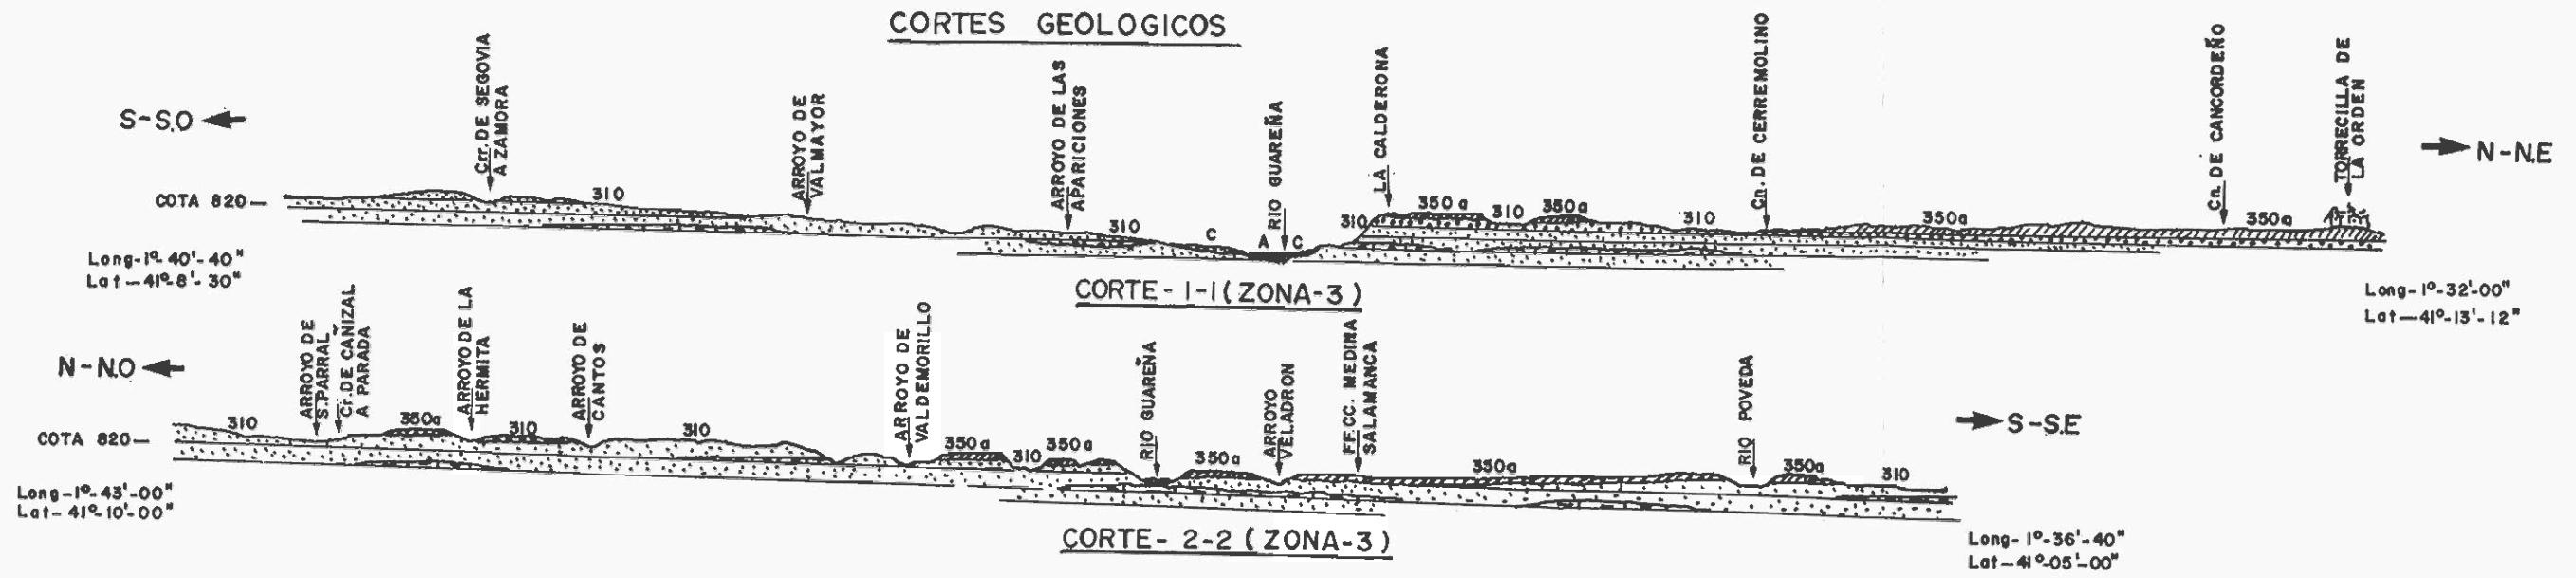 CORTES GEOLOGICOS
S-S.O
Crr. DE SEGOVIA
A ZAMORA
ARROYO DE
VALMAYOR
ARROYO DE LAS
APARICIONES
RIO GUAREÑA
LA CALDERONA
Cn. DE CERREMOLINO
Cn. DE CANCORDEÑO
TORRECILLA DE
LA ORDEN
N-N.E
COTA 820
310
310
C
A
C
310
350a
310
350a
310
350a
350a
Long-1º-40'-40"
Lat-41º-8'-30"
CORTE-1-1 (ZONA-3)
Long-1º-32'-00"
Lat-41º-13'-12"
N-N.O
ARROYO DE
S. PARRAL
Cr. DE CAÑIZAL
A PARADA
ARROYO DE LA
HERMITA
ARROYO DE
CANTOS
ARROYO DE
VALDEMORILLO
RIO GUAREÑA
ARROYO
VELADRON
FF.CC. MEDINA
SALAMANCA
RIO POVEDA
S-S.E
COTA 820
310
350a
310
310
350a
310
350a
350a
350a
350a
310
Long-1º-43'-00"
Lat-41º-10'-00"
CORTE-2-2 (ZONA-3)
Long-1º-36'-40"
Lat-41º-05'-00"